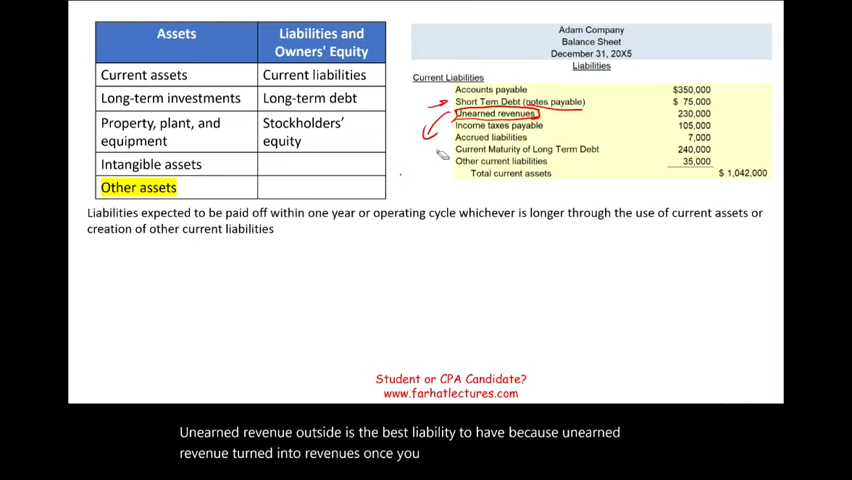 Assets
Liabilities and
Owners' Equity
Current assets
Current liabilities
Long-term investments
Long-term debt
Property, plant, and
equipment
Stockholders'
equity
Intangible assets
Other assets
Adam Company
Balance Sheet
December 31, 20X5
Liabilities
Current Liabilities
Accounts payable $350,000
Short Tem Debt (notes payable) $ 75,000
Unearned revenues 230,000
Income taxes payable 105,000
Accrued liabilities 7,000
Current Maturity of Long Term Debt 240,000
Other current liabilities 35,000
Total current assets $ 1,042,000
Liabilities expected to be paid off within one year or operating cycle whichever is longer through the use of current assets or
creation of other current liabilities
Student or CPA Candidate?
www.farhatlectures.com
Unearned revenue outside is the best liability to have because unearned
revenue turned into revenues once you